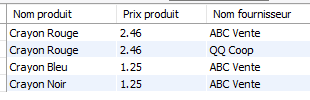 Nom produit Prix produit Nom fournisseur
Crayon Rouge 2.46 ABC Vente
Crayon Rouge 2.46 QQ Coop
Crayon Bleu 1.25 ABC Vente
Crayon Noir 1.25 ABC Vente